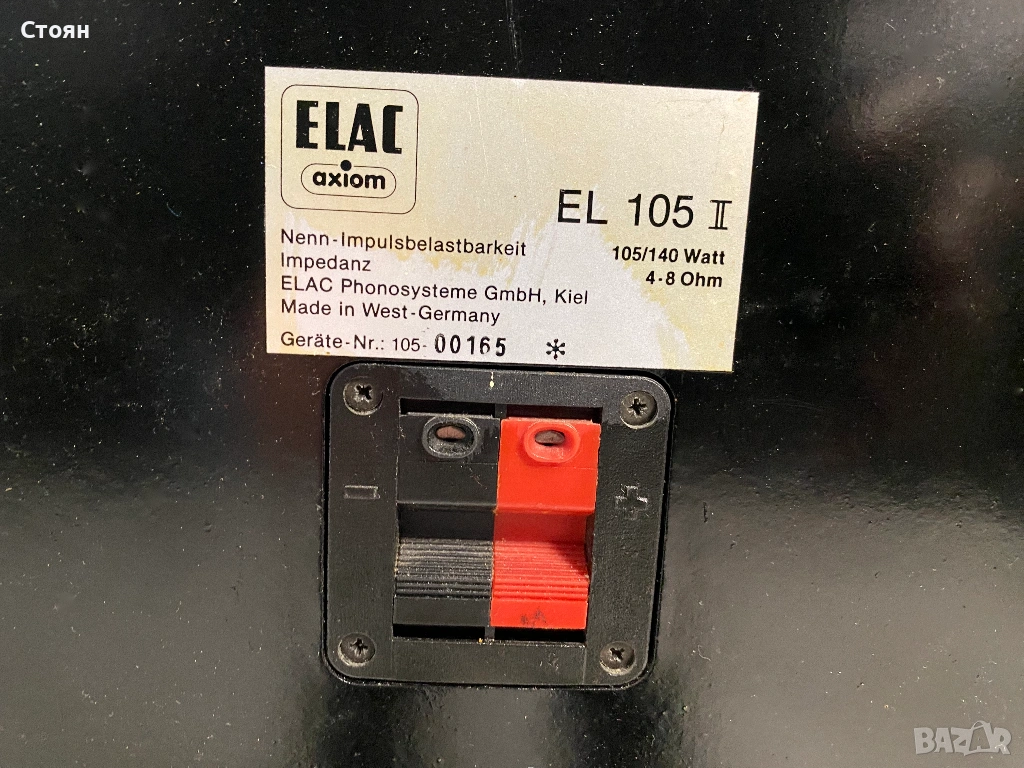 Стоян
ELAC
axiom
EL 105 II
Nenn-Impulsbelastbarkeit 105/140 Watt
Impedanz 4-8 Ohm
ELAC Phonosysteme GmbH, Kiel
Made in West-Germany
Geräte-Nr.: 105- 00165 *
- +
BAZAR